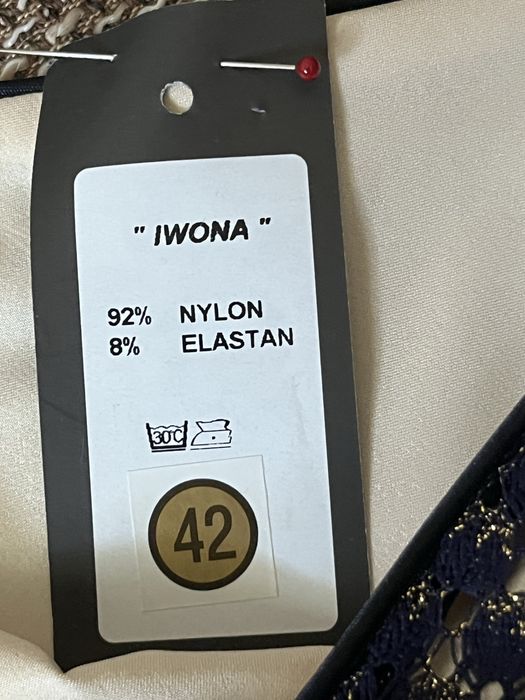 " IWONA "
92% NYLON
8% ELASTAN
30°C
42